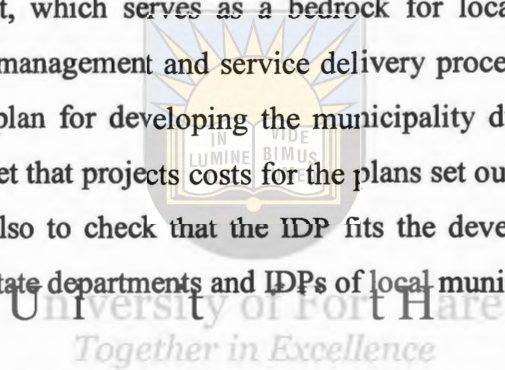 t, which serves as a bedrock for loca
management and service delivery proce
plan for developing the municipality d
IN VIDE
LUMINE BIMUS
et that projects costs for the plans set ou
lso to check that the IDP fits the deve
tate departments and IDPs of local muni
University of Fort Hare
Together in Excellence